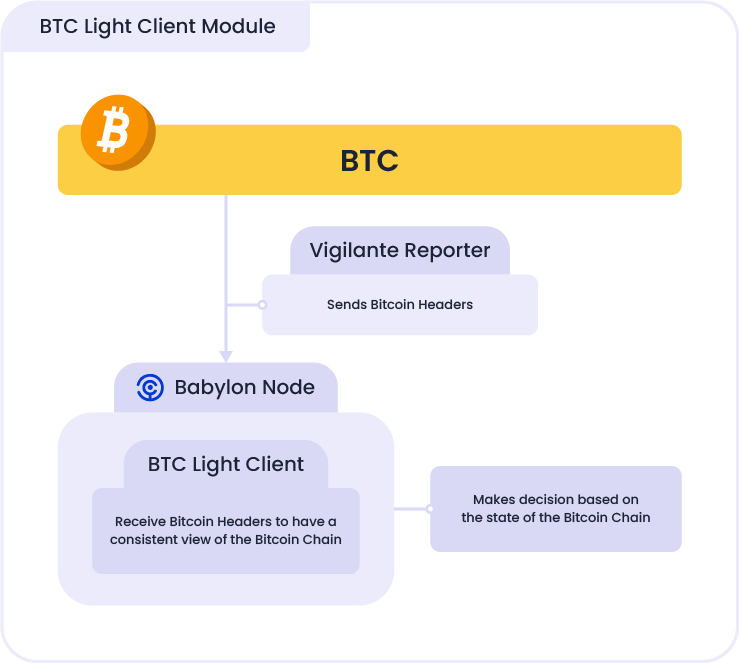 BTC Light Client Module
BTC
Vigilante Reporter
Sends Bitcoin Headers
Babylon Node
BTC Light Client
Receive Bitcoin Headers to have a
consistent view of the Bitcoin Chain
Makes decision based on
the state of the Bitcoin Chain